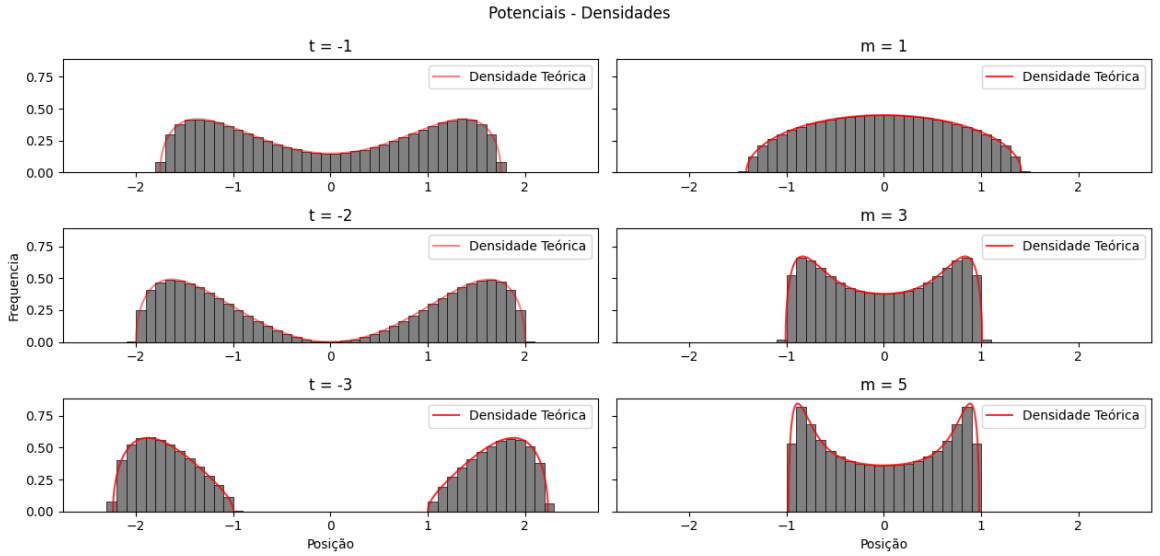 Potenciais - Densidades
t = -1
0.75
0.50
0.25
0.00
Densidade Teórica
−2 −1 0 1 2
m = 1
Densidade Teórica
−2 −1 0 1 2
t = -2
Frequencia
0.75
0.50
0.25
0.00
Densidade Teórica
−2 −1 0 1 2
m = 3
Densidade Teórica
−2 −1 0 1 2
t = -3
0.75
0.50
0.25
0.00
Densidade Teórica
−2 −1 0 1 2
Posição
m = 5
Densidade Teórica
−2 −1 0 1 2
Posição